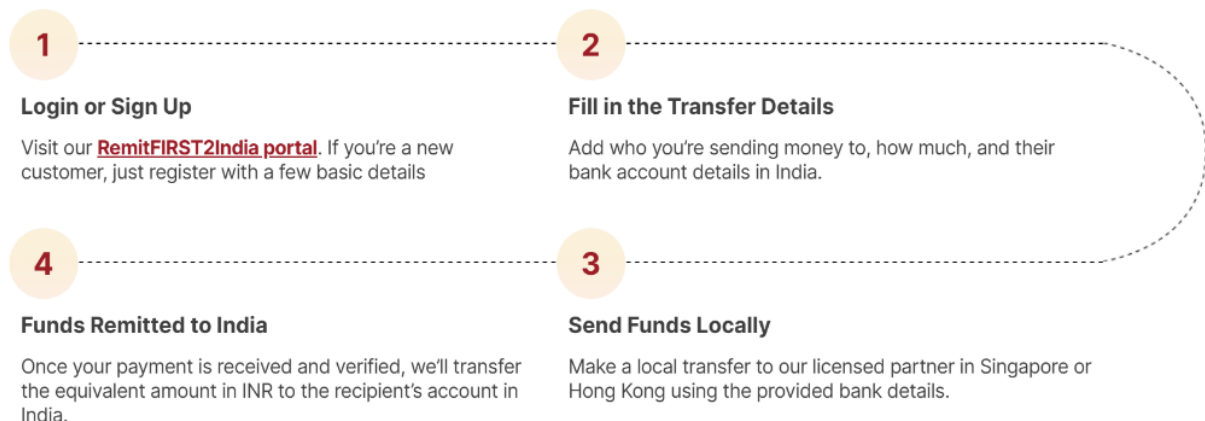 1
Login or Sign Up
Visit our RemitFIRST2India portal. If you’re a new
customer, just register with a few basic details
2
Fill in the Transfer Details
Add who you’re sending money to, how much, and their
bank account details in India.
3
Send Funds Locally
Make a local transfer to our licensed partner in Singapore or
Hong Kong using the provided bank details.
4
Funds Remitted to India
Once your payment is received and verified, we’ll transfer
the equivalent amount in INR to the recipient’s account in
India.